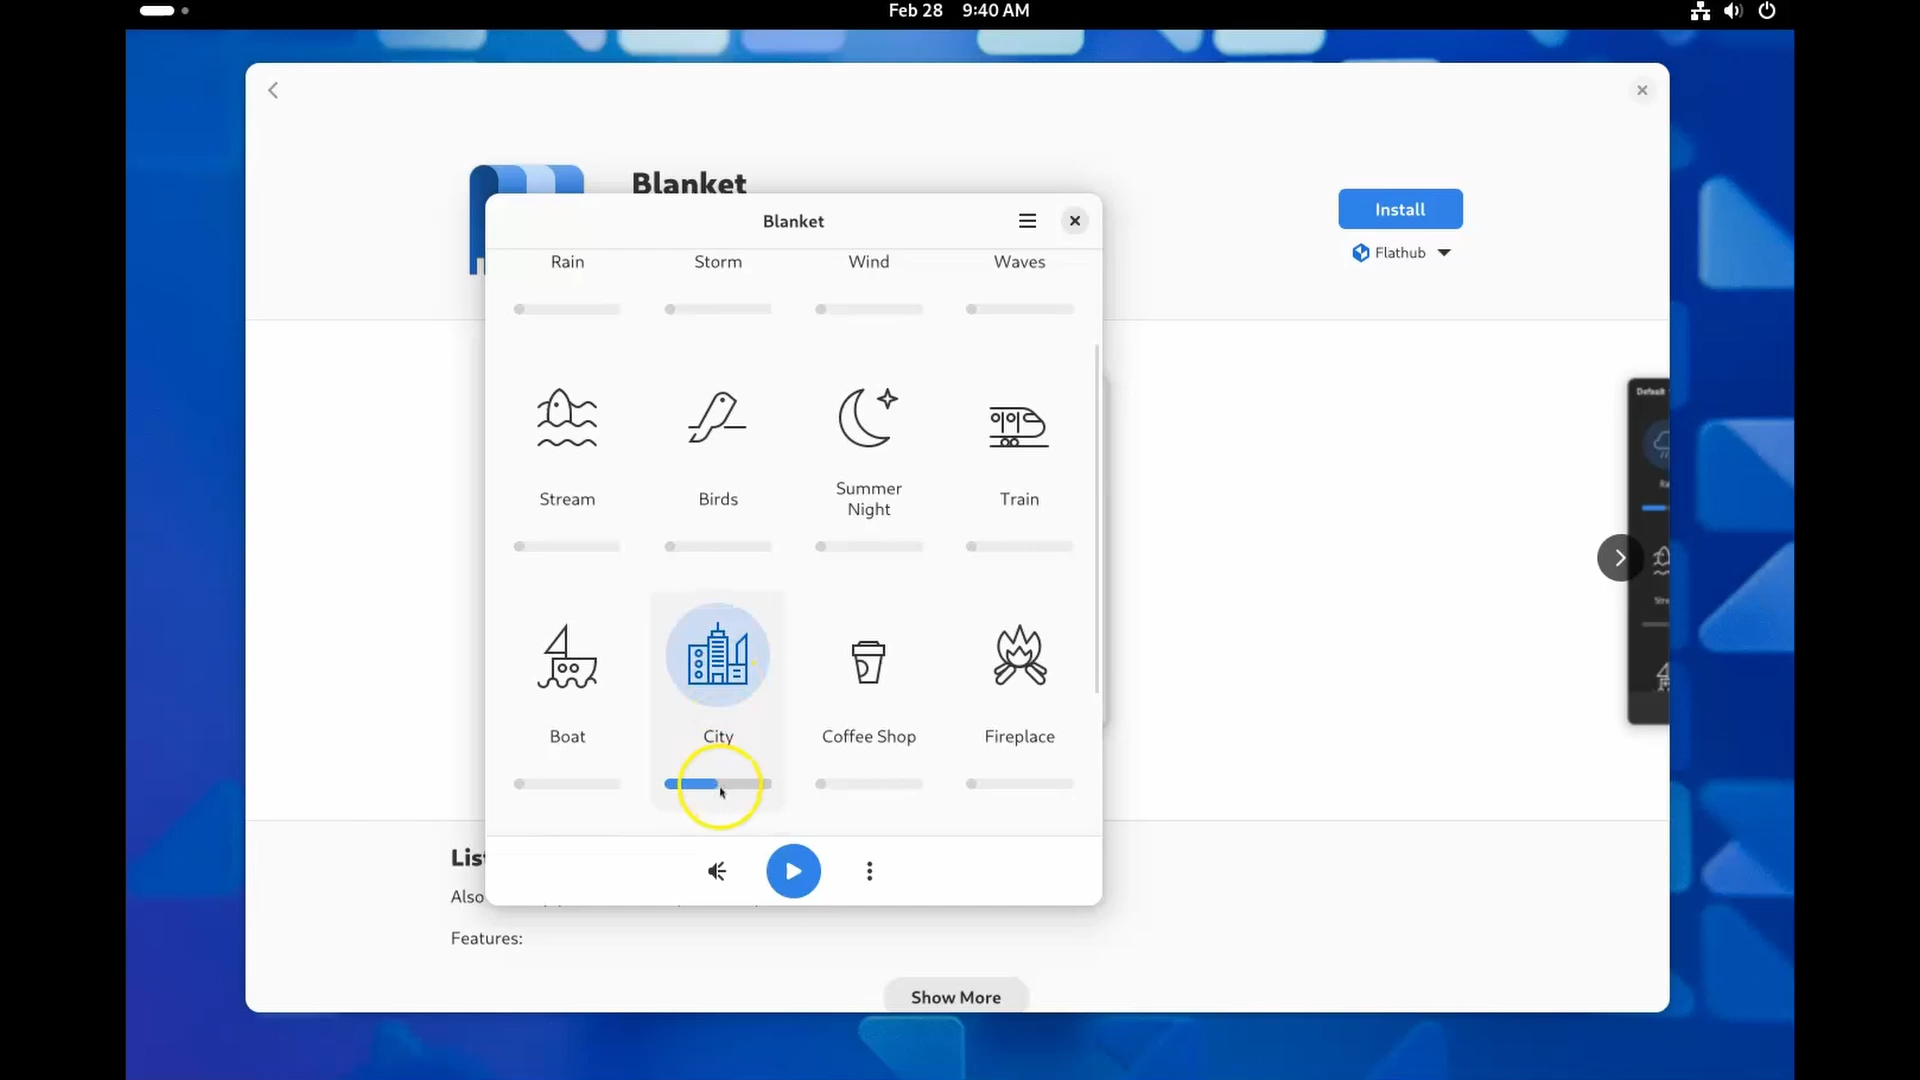 Feb 28 9:40 AM
Blanket
Install
Flathub
Blanket
Rain Storm Wind Waves
Default
Stream Birds Summer Night Train
Boat City Coffee Shop Fireplace
Also
Features:
Show More